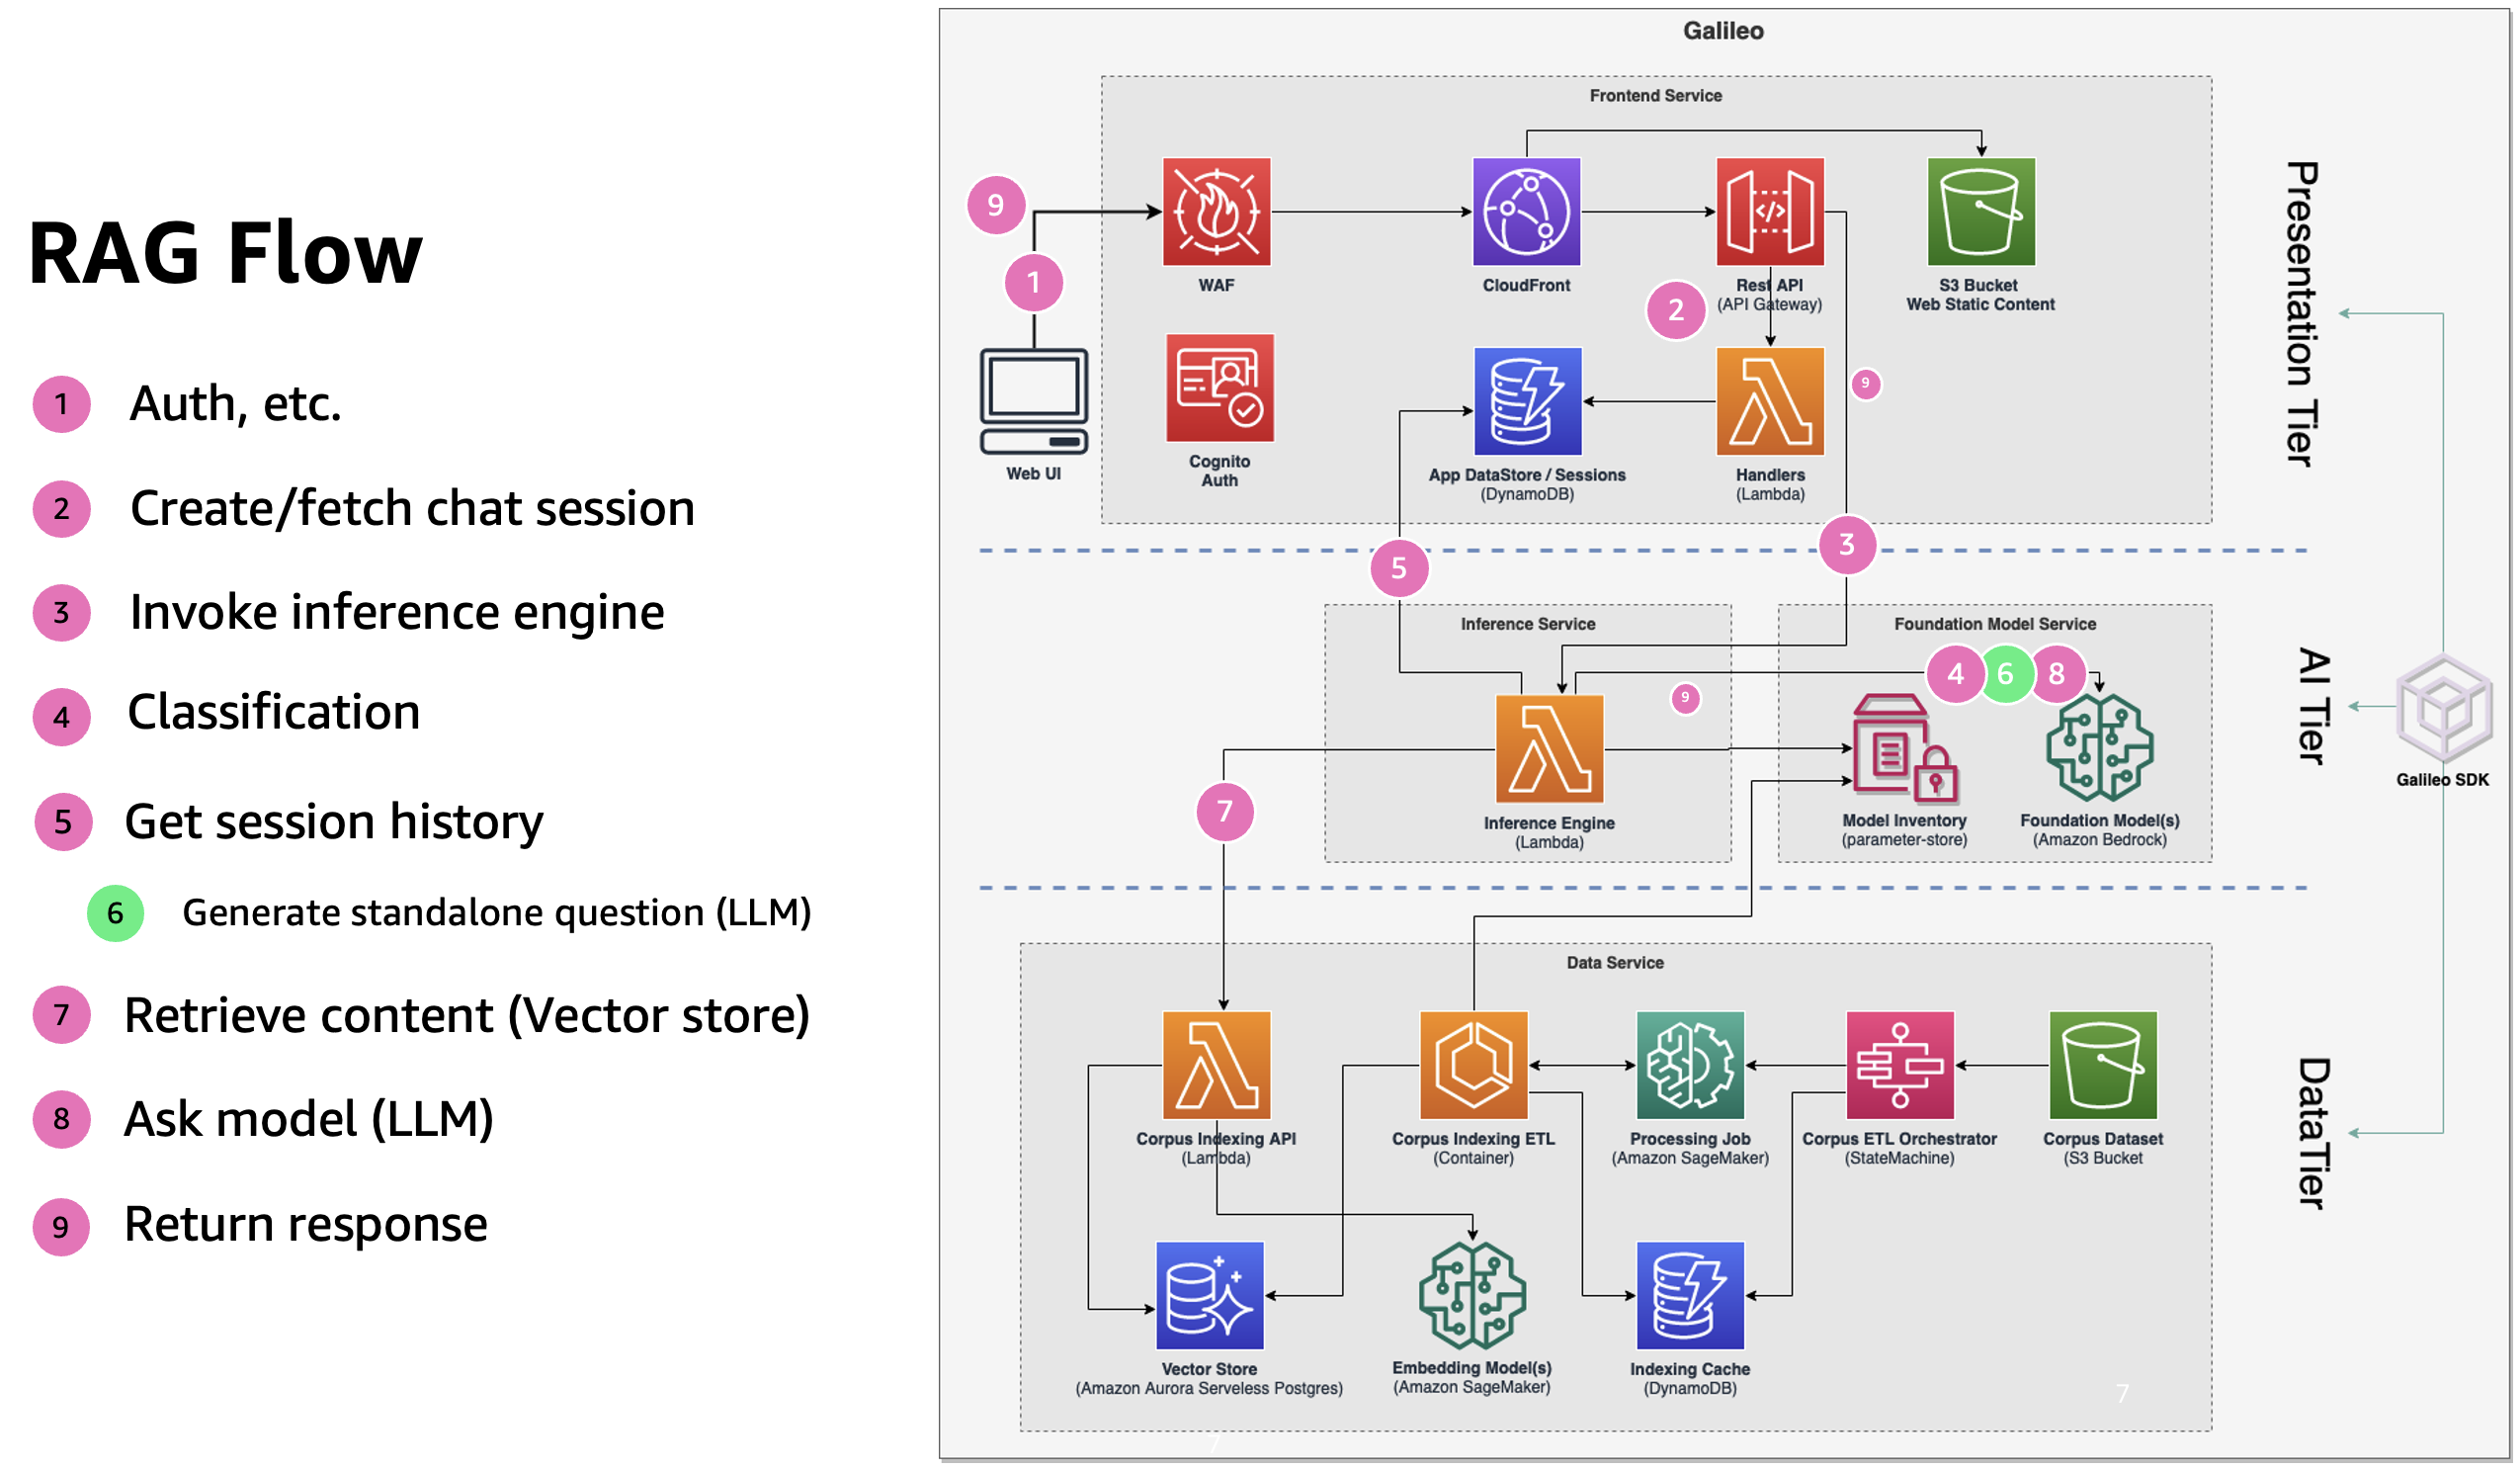 RAG Flow
1 Auth, etc.
2 Create/fetch chat session
3 Invoke inference engine
4 Classification
5 Get session history
6 Generate standalone question (LLM)
7 Retrieve content (Vector store)
8 Ask model (LLM)
9 Return response
Galileo
Frontend Service
9
1
WAF
CloudFront
Rest API
(API Gateway)
S3 Bucket
Web Static Content
2
9
Web UI
Cognito
Auth
App DataStore / Sessions
(DynamoDB)
Handlers
(Lambda)
Presentation Tier
3
5
Inference Service
Foundation Model Service
4 6 8
9
7
Inference Engine
(Lambda)
Model Inventory
(parameter-store)
Foundation Model(s)
(Amazon Bedrock)
AI Tier
Galileo SDK
Data Service
Corpus Indexing API
(Lambda)
Corpus Indexing ETL
(Container)
Processing Job
(Amazon SageMaker)
Corpus ETL Orchestrator
(StateMachine)
Corpus Dataset
(S3 Bucket
DataTier
Vector Store
(Amazon Aurora Serveless Postgres)
Embedding Model(s)
(Amazon SageMaker)
Indexing Cache
(DynamoDB)
7
7